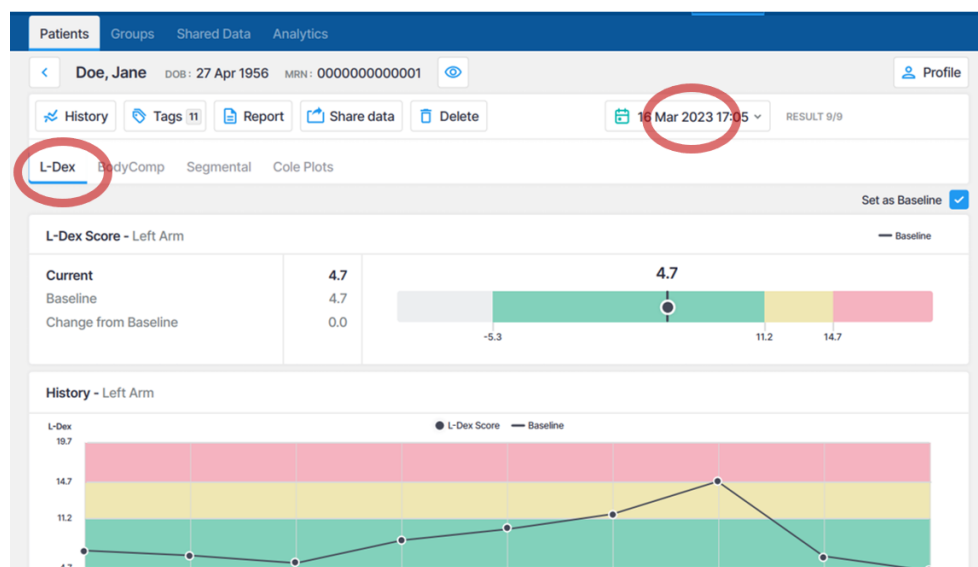 Patients Groups Shared Data Analytics
Doe, Jane DOB: 27 Apr 1956 MRN: 0000000000001 Profile
History Tags 11 Report Share data Delete 16 Mar 2023 17:05 RESULT 9/9
L-Dex BodyComp Segmental Cole Plots
Set as Baseline
L-Dex Score - Left Arm Baseline
Current 4.7 4.7
Baseline 4.7
Change from Baseline 0.0
-5.3 11.2 14.7
History - Left Arm
L-Dex L-Dex Score Baseline
19.7
14.7
11.2
4.7